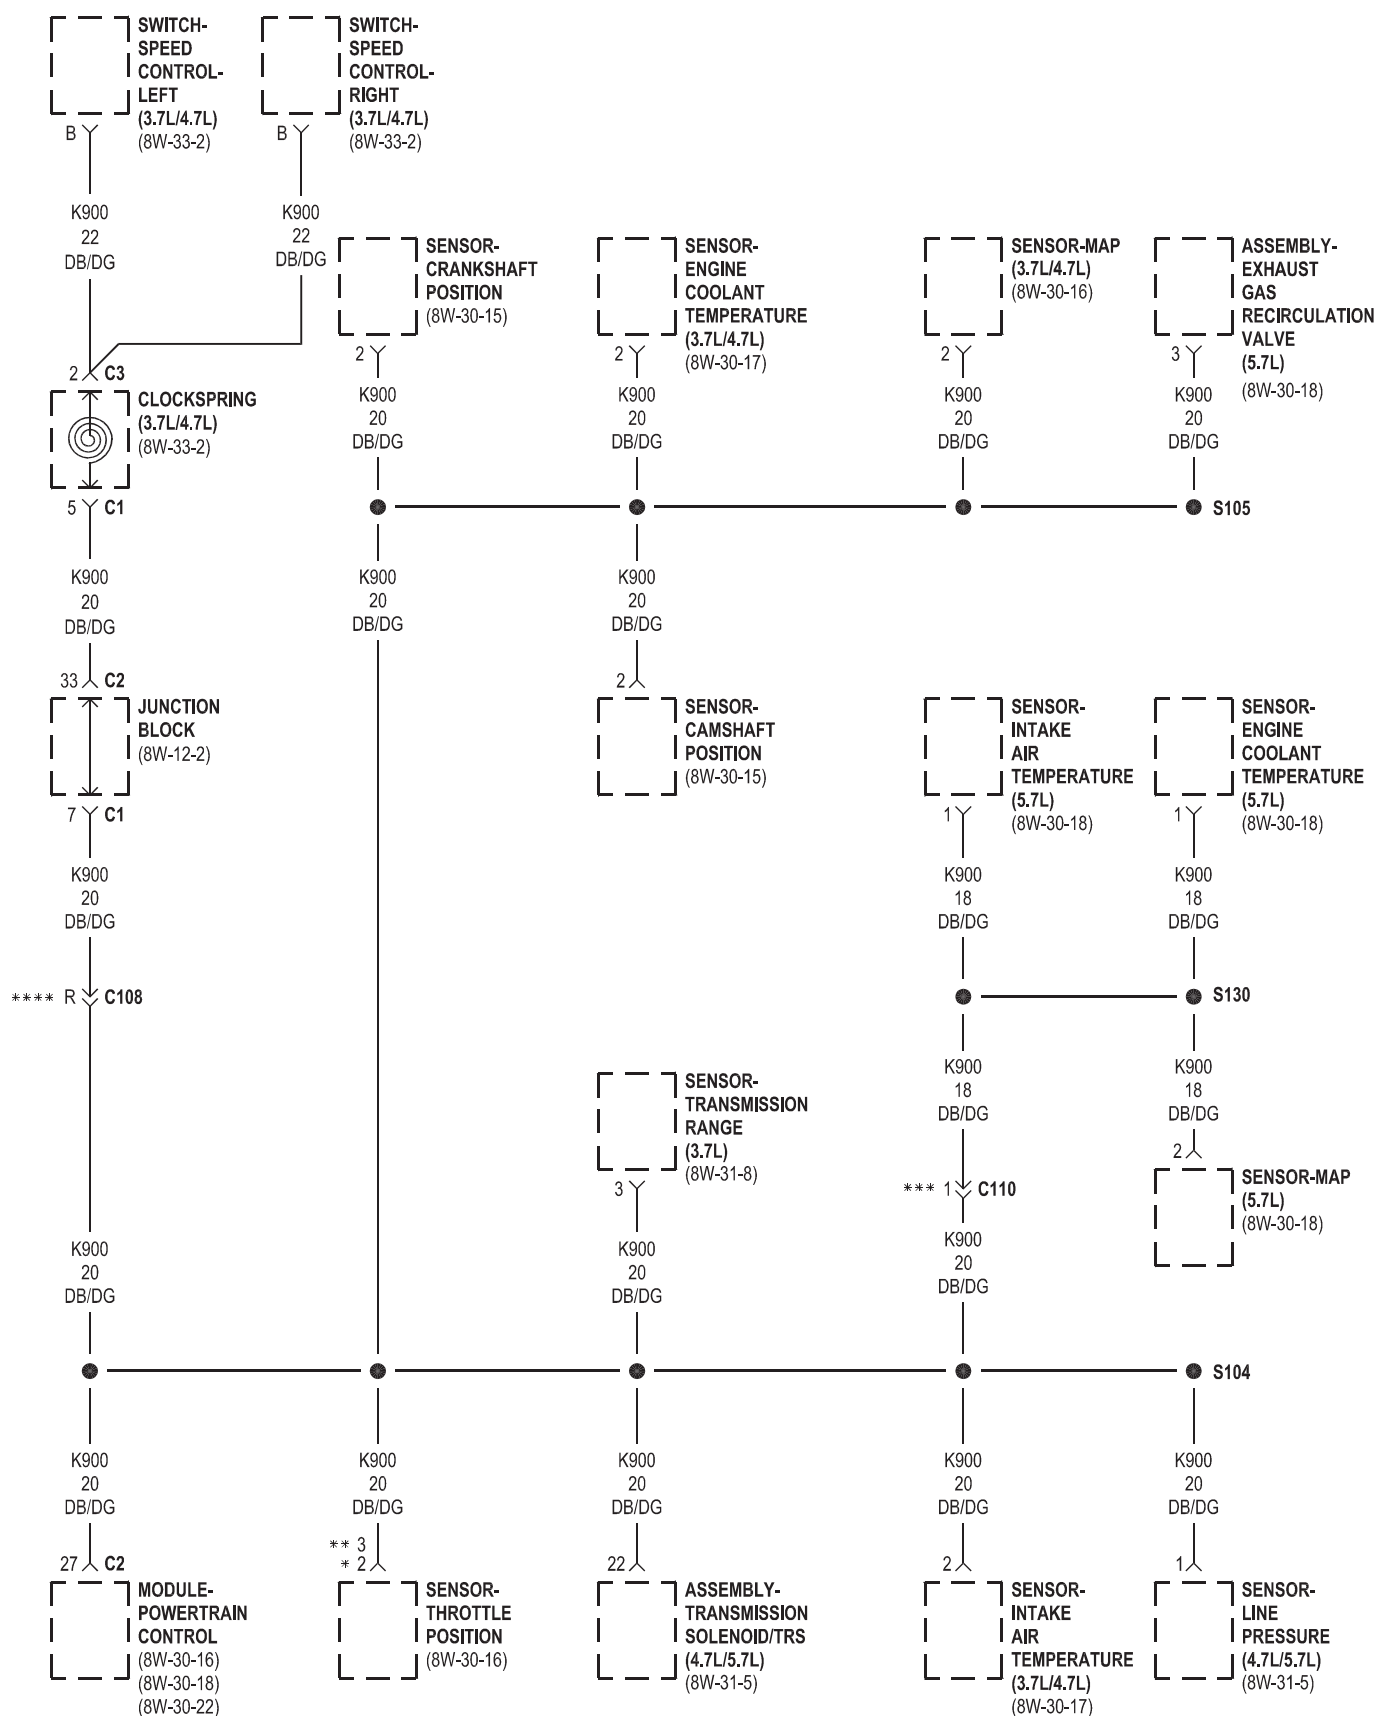 SWITCH-
SPEED
CONTROL-
LEFT
(3.7L/4.7L)
(8W-33-2)
B
SWITCH-
SPEED
CONTROL-
RIGHT
(3.7L/4.7L)
(8W-33-2)
B
K900
22
DB/DG
K900
22
DB/DG
SENSOR-
CRANKSHAFT
POSITION
(8W-30-15)
2
K900
20
DB/DG
SENSOR-
ENGINE
COOLANT
TEMPERATURE
(3.7L/4.7L)
(8W-30-17)
2
K900
20
DB/DG
SENSOR-MAP
(3.7L/4.7L)
(8W-30-16)
2
K900
20
DB/DG
ASSEMBLY-
EXHAUST
GAS
RECIRCULATION
VALVE
(5.7L)
(8W-30-18)
3
K900
20
DB/DG
2 C3
CLOCKSPRING
(3.7L/4.7L)
(8W-33-2)
5 C1
S105
K900
20
DB/DG
K900
20
DB/DG
K900
20
DB/DG
33 C2
JUNCTION
BLOCK
(8W-12-2)
7 C1
2
SENSOR-
CAMSHAFT
POSITION
(8W-30-15)
SENSOR-
INTAKE
AIR
TEMPERATURE
(5.7L)
(8W-30-18)
1
SENSOR-
ENGINE
COOLANT
TEMPERATURE
(5.7L)
(8W-30-18)
1
K900
20
DB/DG
K900
18
DB/DG
K900
18
DB/DG
**** R C108
S130
K900
18
DB/DG
K900
18
DB/DG
SENSOR-
TRANSMISSION
RANGE
(3.7L)
(8W-31-8)
3
*** 1 C110
2
SENSOR-MAP
(5.7L)
(8W-30-18)
K900
20
DB/DG
K900
20
DB/DG
K900
20
DB/DG
S104
K900
20
DB/DG
K900
20
DB/DG
K900
20
DB/DG
K900
20
DB/DG
K900
20
DB/DG
27 C2
MODULE-
POWERTRAIN
CONTROL
(8W-30-16)
(8W-30-18)
(8W-30-22)
** 3
* 2
SENSOR-
THROTTLE
POSITION
(8W-30-16)
22
ASSEMBLY-
TRANSMISSION
SOLENOID/TRS
(4.7L/5.7L)
(8W-31-5)
2
SENSOR-
INTAKE
AIR
TEMPERATURE
(3.7L/4.7L)
(8W-30-17)
1
SENSOR-
LINE
PRESSURE
(4.7L/5.7L)
(8W-31-5)